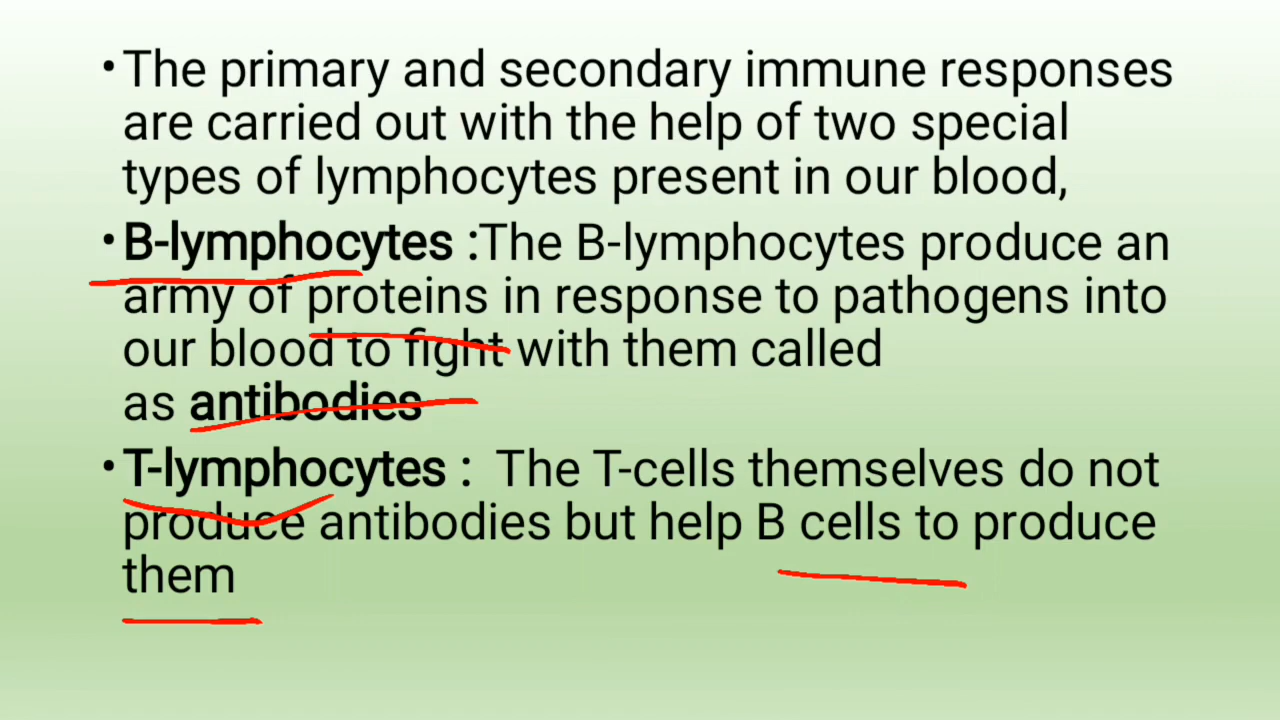 •The primary and secondary immune responses
are carried out with the help of two special
types of lymphocytes present in our blood,
•B-lymphocytes :The B-lymphocytes produce an
army of proteins in response to pathogens into
our blood to fight with them called
as antibodies
•T-lymphocytes :  The T-cells themselves do not
produce antibodies but help B cells to produce
them